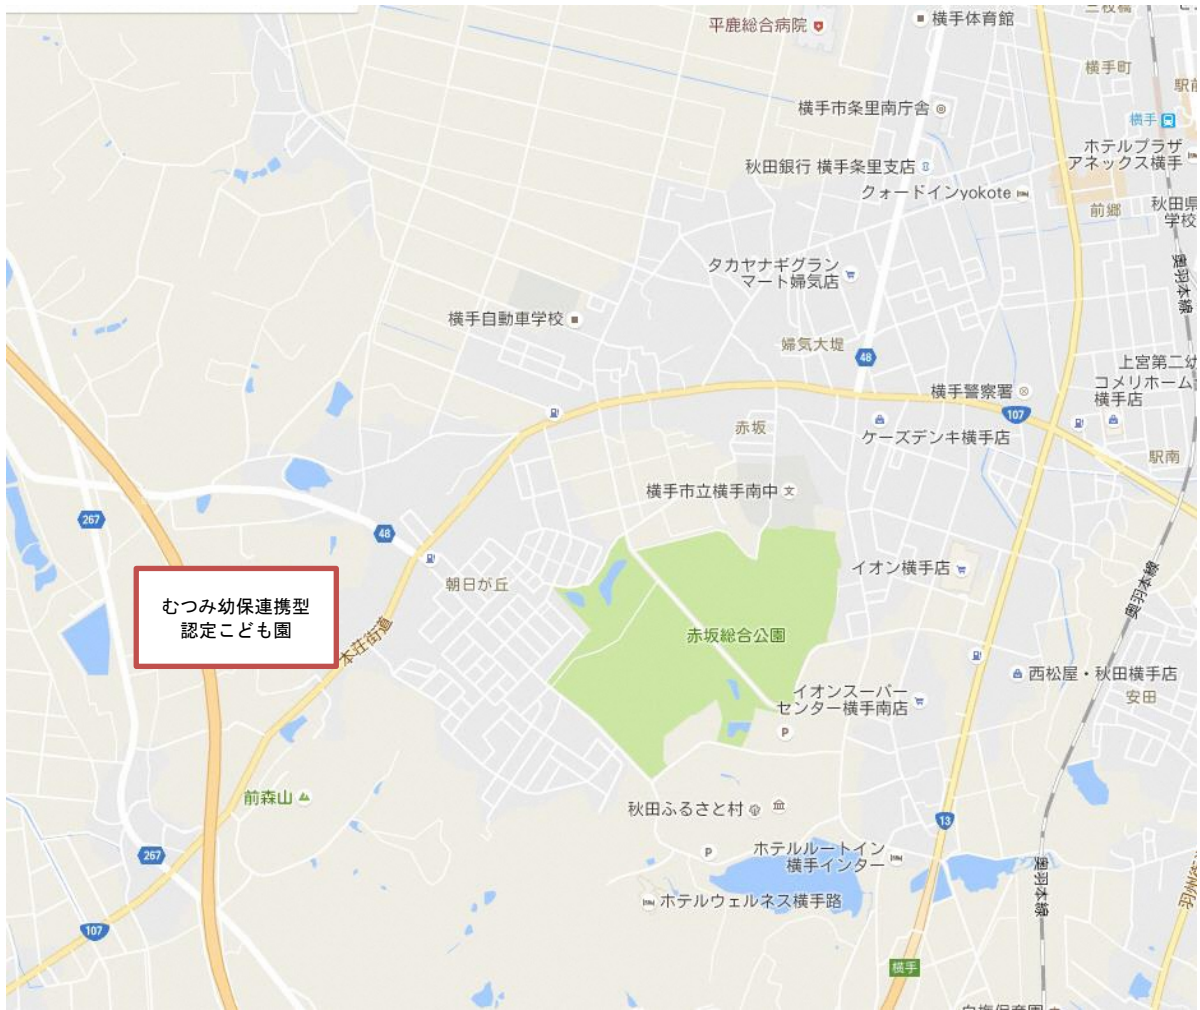 三枚橋
平鹿総合病院
横手体育館
横手町
駅前
横手市条里南庁舎
横手
ホテルプラザ
アネックス横手
秋田銀行 横手条里支店
クォードインyokote
前郷
秋田県
学校
タカヤナギグラン
マート婦気店
奥羽本線
横手自動車学校
婦気大堤
48
上宮第二幼
コメリホーム
横手店
横手警察署
107
赤坂
ケーズデンキ横手店
駅南
横手市立横手南中
文
267
48
イオン横手店
朝日が丘
むつみ幼保連携型
認定こども園
本荘街道
赤坂総合公園
奥羽本線
西松屋・秋田横手店
安田
イオンスーパー
センター横手南店
P
前森山
秋田ふるさと村
13
P
ホテルルートイン
横手インター
267
ホテルウェルネス横手路
奥羽本線
107
横手